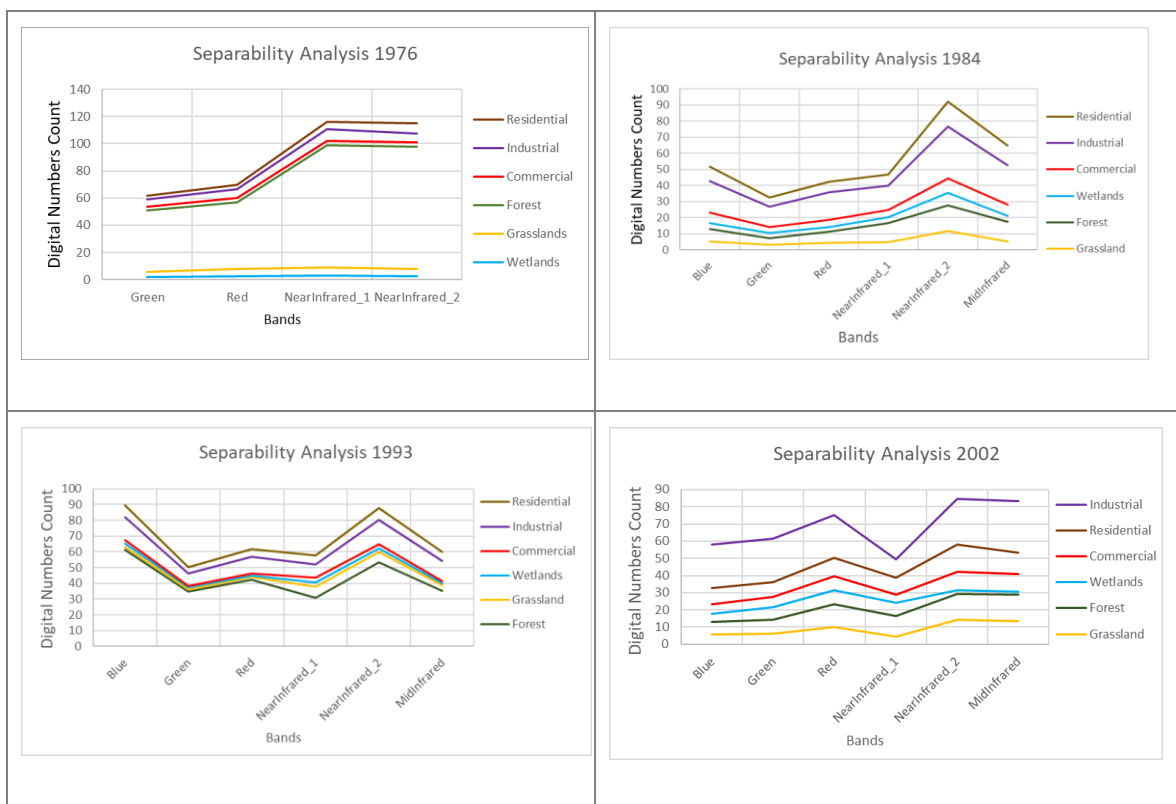 Separability Analysis 1976
Digital Numbers Count
140
120
100
80
60
40
20
0
Green Red NearInfrared_1 NearInfrared_2
Bands
Residential
Industrial
Commercial
Forest
Grasslands
Wetlands
Separability Analysis 1984
Digital Numbers Count
100
90
80
70
60
50
40
30
20
10
0
Blue Green Red NearInfrared_1 NearInfrared_2 MidInfrared
Bands
Residential
Industrial
Commercial
Wetlands
Forest
Grassland
Separability Analysis 1993
Digital Numbers Count
100
90
80
70
60
50
40
30
20
10
0
Blue Green Red NearInfrared_1 NearInfrared_2 MidInfrared
Bands
Residential
Industrial
Commercial
Wetlands
Grassland
Forest
Separability Analysis 2002
Digital Numbers Count
90
80
70
60
50
40
30
20
10
0
Blue Green Red NearInfrared_1 NearInfrared_2 MidInfrared
Bands
Industrial
Residential
Commercial
Wetlands
Forest
Grassland